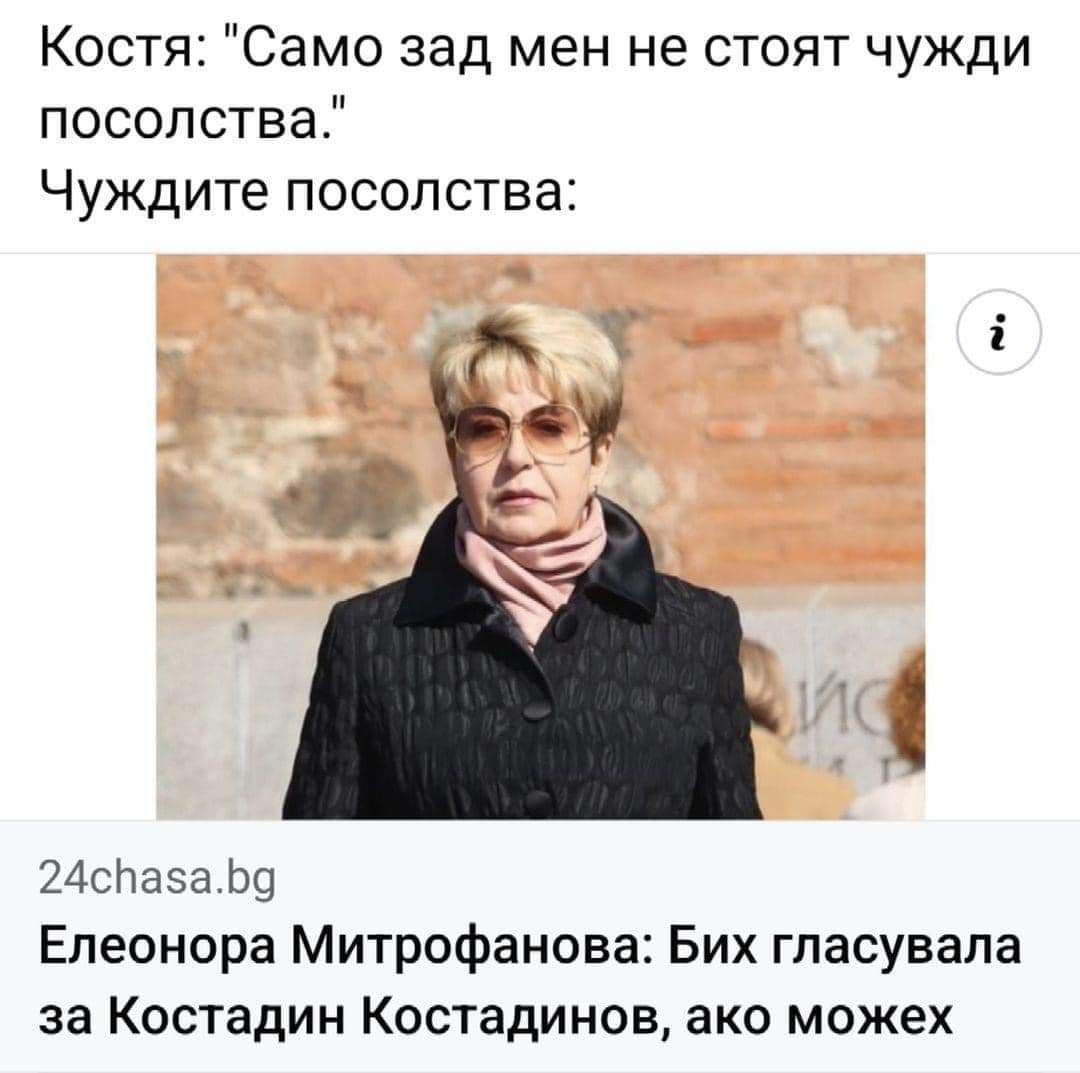 Костя: "Само зад мен не стоят чужди
посолства."
Чуждите посолства:
i
ЙС
24chasa.bg
Елеонора Митрофанова: Бих гласувала
за Костадин Костадинов, ако можех